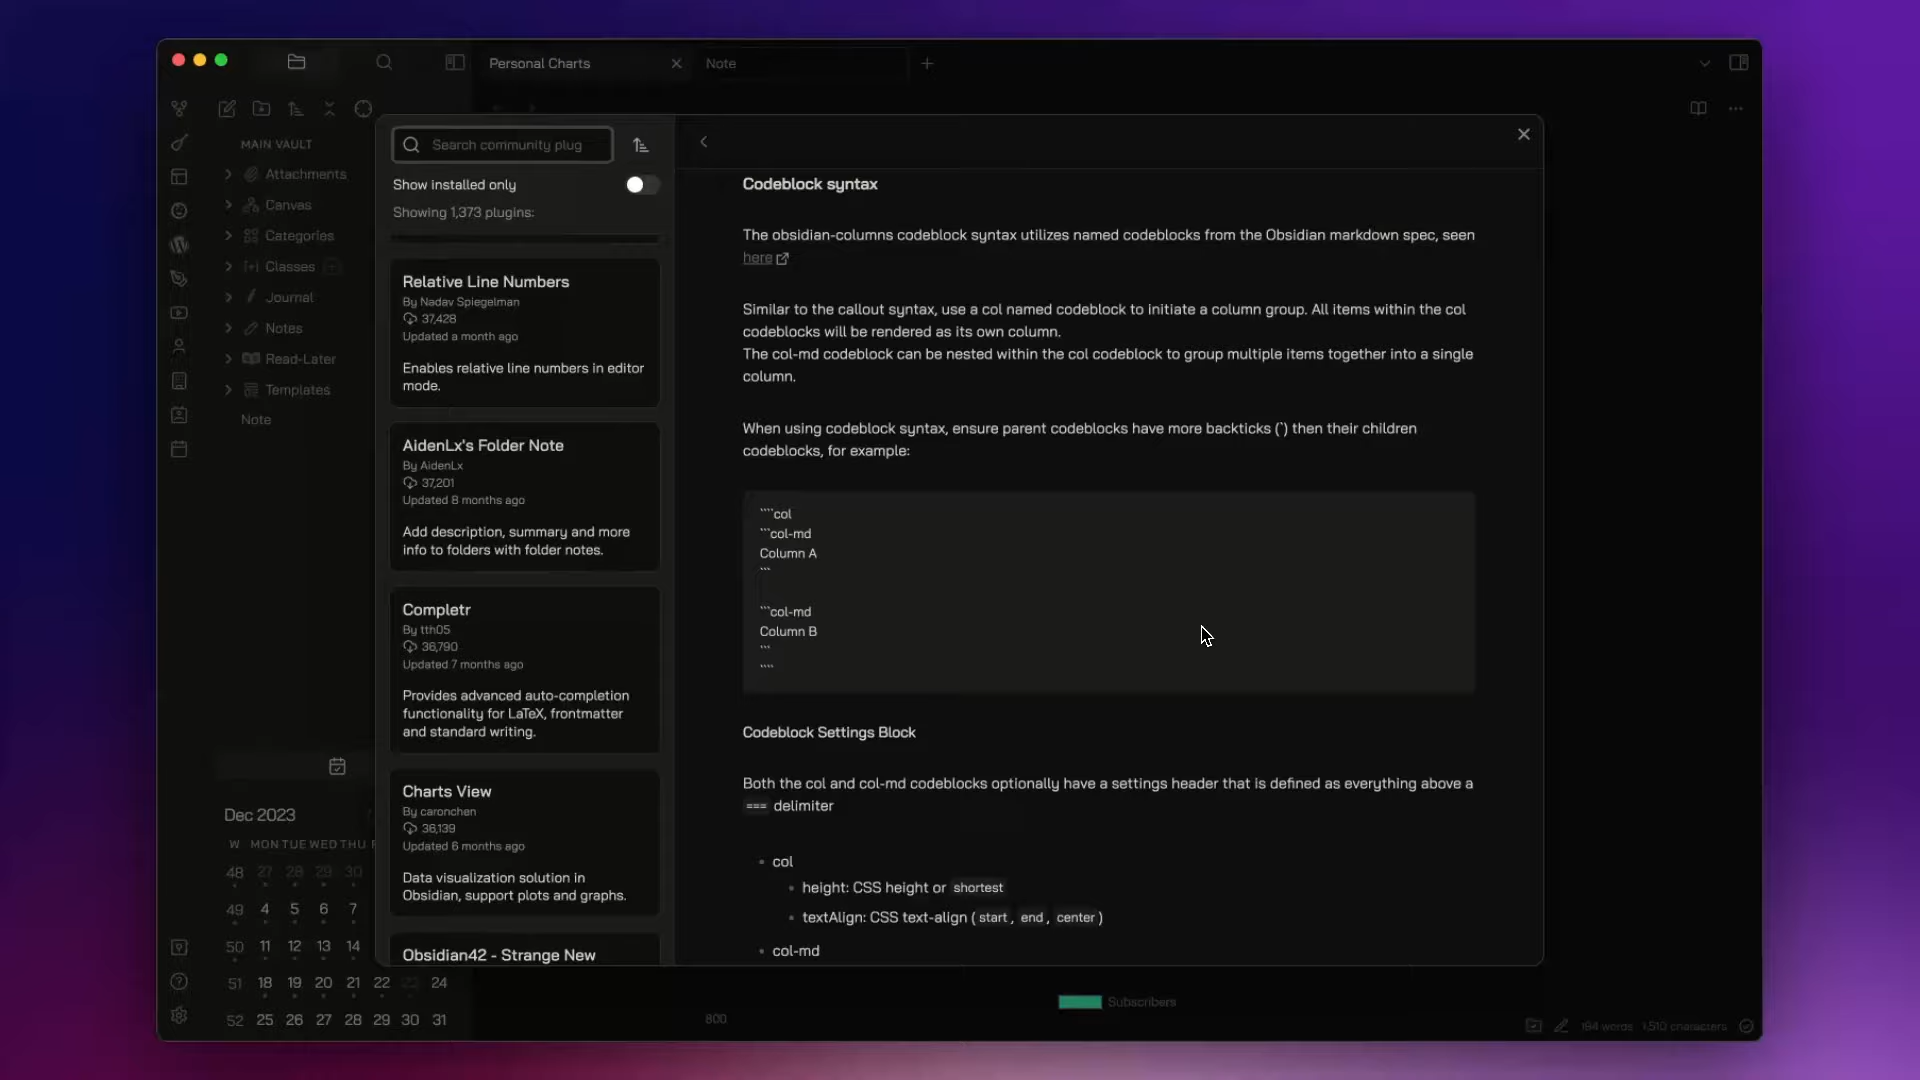 Personal Charts
Note
MAIN VAULT
Attachments
Canvas
Categories
Classes
Journal
Notes
Read-Later
Templates
Note
Dec 2023
W MON TUE WED THU F
48 27 28 29 30
49 4 5 6 7
50 11 12 13 14
51 18 19 20 21 22 23 24
52 25 26 27 28 29 30 31
Search community plug
Show installed only
Showing 1,373 plugins:
Relative Line Numbers
By Nadav Spiegelman
37,428
Updated a month ago
Enables relative line numbers in editor
mode.
AidenLx's Folder Note
By AidenLx
37,201
Updated 8 months ago
Add description, summary and more
info to folders with folder notes.
Completr
By tth05
36,790
Updated 7 months ago
Provides advanced auto-completion
functionality for LaTeX, frontmatter
and standard writing.
Charts View
By caronchen
36,139
Updated 6 months ago
Data visualization solution in
Obsidian, support plots and graphs.
Obsidian42 - Strange New
Codeblock syntax
The obsidian-columns codeblock syntax utilizes named codeblocks from the Obsidian markdown spec, seen
here
Similar to the callout syntax, use a col named codeblock to initiate a column group. All items within the col
codeblocks will be rendered as its own column.
The col-md codeblock can be nested within the col codeblock to group multiple items together into a single
column.
When using codeblock syntax, ensure parent codeblocks have more backticks (`) then their children
codeblocks, for example:
````col
```col-md
Column A
```
```col-md
Column B
```
````
Codeblock Settings Block
Both the col and col-md codeblocks optionally have a settings header that is defined as everything above a
=== delimiter
col
height: CSS height or shortest
textAlign: CSS text-align ( start , end , center )
col-md
800
Subscribers
194 words 1,510 characters